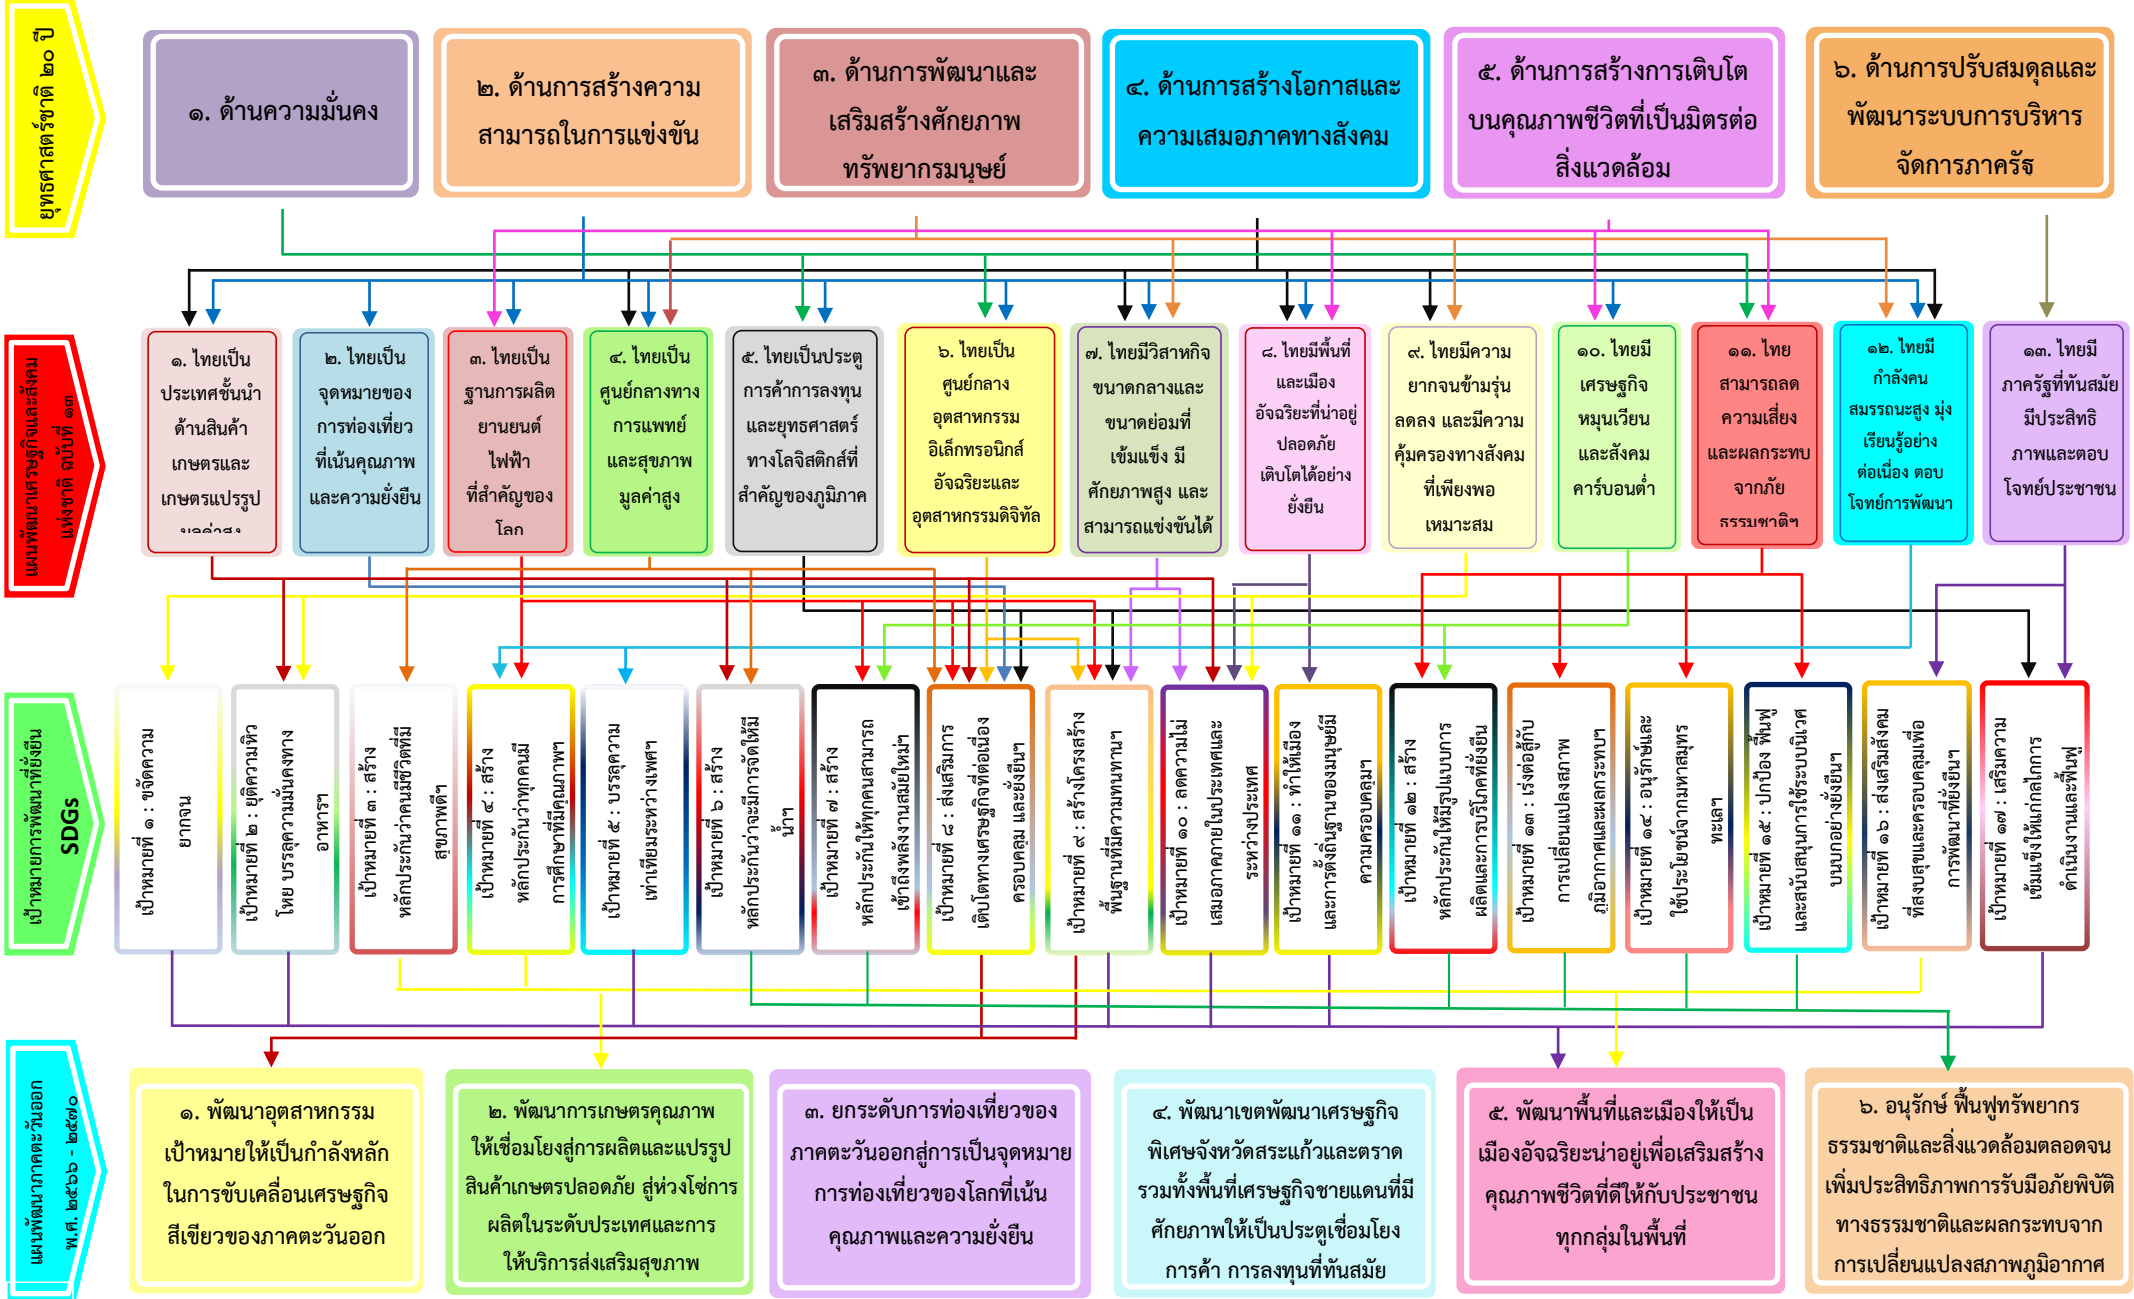 ยุทธศาสตร์ชาติ ๒๐ ปี
๑. ด้านความมั่นคง
๒. ด้านการสร้างความ
สามารถในการแข่งขัน
๓. ด้านการพัฒนาและ
เสริมสร้างศักยภาพ
ทรัพยากรมนุษย์
๔. ด้านการสร้างโอกาสและ
ความเสมอภาคทางสังคม
๕. ด้านการสร้างการเติบโต
บนคุณภาพชีวิตที่เป็นมิตรต่อ
สิ่งแวดล้อม
๖. ด้านการปรับสมดุลและ
พัฒนาระบบการบริหาร
จัดการภาครัฐ
แผนพัฒนาเศรษฐกิจและสังคม
แห่งชาติ ฉบับที่ ๑๓
๑. ไทยเป็น
ประเทศชั้นนำ
ด้านสินค้า
เกษตรและ
เกษตรแปรรูป
มูลค่าสูง
๒. ไทยเป็น
จุดหมายของ
การท่องเที่ยว
ที่เน้นคุณภาพ
และความยั่งยืน
๓. ไทยเป็น
ฐานการผลิต
ยานยนต์
ไฟฟ้า
ที่สำคัญของ
โลก
๔. ไทยเป็น
ศูนย์กลางทาง
การแพทย์
และสุขภาพ
มูลค่าสูง
๕. ไทยเป็นประตู
การค้าการลงทุน
และยุทธศาสตร์
ทางโลจิสติกส์ที่
สำคัญของภูมิภาค
๖. ไทยเป็น
ศูนย์กลาง
อุตสาหกรรม
อิเล็กทรอนิกส์
อัจฉริยะและ
อุตสาหกรรมดิจิทัล
๗. ไทยมีวิสาหกิจ
ขนาดกลางและ
ขนาดย่อมที่
เข้มแข็ง มี
ศักยภาพสูง และ
สามารถแข่งขันได้
๘. ไทยมีพื้นที่
และเมือง
อัจฉริยะที่น่าอยู่
ปลอดภัย
เติบโตได้อย่าง
ยั่งยืน
๙. ไทยมีความ
ยากจนข้ามรุ่น
ลดลง และมีความ
คุ้มครองทางสังคม
ที่เพียงพอ
เหมาะสม
๑๐. ไทยมี
เศรษฐกิจ
หมุนเวียน
และสังคม
คาร์บอนต่ำ
๑๑. ไทย
สามารถลด
ความเสี่ยง
และผลกระทบ
จากภัย
ธรรมชาติฯ
๑๒. ไทยมี
กำลังคน
สมรรถนะสูง มุ่ง
เรียนรู้อย่าง
ต่อเนื่อง ตอบ
โจทย์การพัฒนา
๑๓. ไทยมี
ภาครัฐที่ทันสมัย
มีประสิทธิ
ภาพและตอบ
โจทย์ประชาชน
เป้าหมายการพัฒนาที่ยั่งยืน
SDGs
เป้าหมายที่ ๑ : ขจัดความ
ยากจน
เป้าหมายที่ ๒ : ยุติความหิว
โหย บรรลุความมั่นคงทาง
อาหารฯ
เป้าหมายที่ ๓ : สร้าง
หลักประกันว่าคนมีชีวิตที่มี
สุขภาพดีฯ
เป้าหมายที่ ๔ : สร้าง
หลักประกันว่าทุกคนมี
การศึกษาที่มีคุณภาพฯ
เป้าหมายที่ ๕ : บรรลุความ
เท่าเทียมระหว่างเพศฯ
เป้าหมายที่ ๖ : สร้าง
หลักประกันว่าจะมีการจัดให้มี
น้ำฯ
เป้าหมายที่ ๗ : สร้าง
หลักประกันให้ทุกคนสามารถ
เข้าถึงพลังงานสมัยใหม่ฯ
เป้าหมายที่ ๘ : ส่งเสริมการ
เติบโตทางเศรษฐกิจที่ต่อเนื่อง
ครอบคลุม และยั่งยืนฯ
เป้าหมายที่ ๙ : สร้างโครงสร้าง
พื้นฐานที่มีความทนทานฯ
เป้าหมายที่ ๑๐ : ลดความไม่
เสมอภาคภายในประเทศและ
ระหว่างประเทศ
เป้าหมายที่ ๑๑ : ทำให้เมือง
และการตั้งถิ่นฐานของมนุษย์มี
ความครอบคลุมฯ
เป้าหมายที่ ๑๒ : สร้าง
หลักประกันให้มีรูปแบบการ
ผลิตและการบริโภคที่ยั่งยืน
เป้าหมายที่ ๑๓ : เร่งต่อสู้กับ
การเปลี่ยนแปลงสภาพ
ภูมิอากาศและผลกระทบฯ
เป้าหมายที่ ๑๔ : อนุรักษ์และ
ใช้ประโยชน์จากมหาสมุทร
ทะเลฯ
เป้าหมายที่ ๑๕ : ปกป้อง ฟื้นฟู
และสนับสนุนการใช้ระบบนิเวศ
บนบกอย่างยั่งยืนฯ
เป้าหมายที่ ๑๖ : ส่งเสริมสังคม
ที่สงบสุขและครอบคลุมเพื่อ
การพัฒนาที่ยั่งยืนฯ
เป้าหมายที่ ๑๗ : เสริมความ
เข้มแข็งให้แก่กลไกการ
ดำเนินงานและฟื้นฟู
แผนพัฒนาภาคตะวันออก
พ.ศ. ๒๕๖๖ - ๒๕๗๐
๑. พัฒนาอุตสาหกรรม
เป้าหมายให้เป็นกำลังหลัก
ในการขับเคลื่อนเศรษฐกิจ
สีเขียวของภาคตะวันออก
๒. พัฒนาการเกษตรคุณภาพ
ให้เชื่อมโยงสู่การผลิตและแปรรูป
สินค้าเกษตรปลอดภัย สู่ห่วงโซ่การ
ผลิตในระดับประเทศและการ
ให้บริการส่งเสริมสุขภาพ
๓. ยกระดับการท่องเที่ยวของ
ภาคตะวันออกสู่การเป็นจุดหมาย
การท่องเที่ยวของโลกที่เน้น
คุณภาพและความยั่งยืน
๔. พัฒนาเขตพัฒนาเศรษฐกิจ
พิเศษจังหวัดสระแก้วและตราด
รวมทั้งพื้นที่เศรษฐกิจชายแดนที่มี
ศักยภาพให้เป็นประตูเชื่อมโยง
การค้า การลงทุนที่ทันสมัย
๕. พัฒนาพื้นที่และเมืองให้เป็น
เมืองอัจฉริยะน่าอยู่เพื่อเสริมสร้าง
คุณภาพชีวิตที่ดีให้กับประชาชน
ทุกกลุ่มในพื้นที่
๖. อนุรักษ์ ฟื้นฟูทรัพยากร
ธรรมชาติและสิ่งแวดล้อมตลอดจน
เพิ่มประสิทธิภาพการรับมือภัยพิบัติ
ทางธรรมชาติและผลกระทบจาก
การเปลี่ยนแปลงสภาพภูมิอากาศ